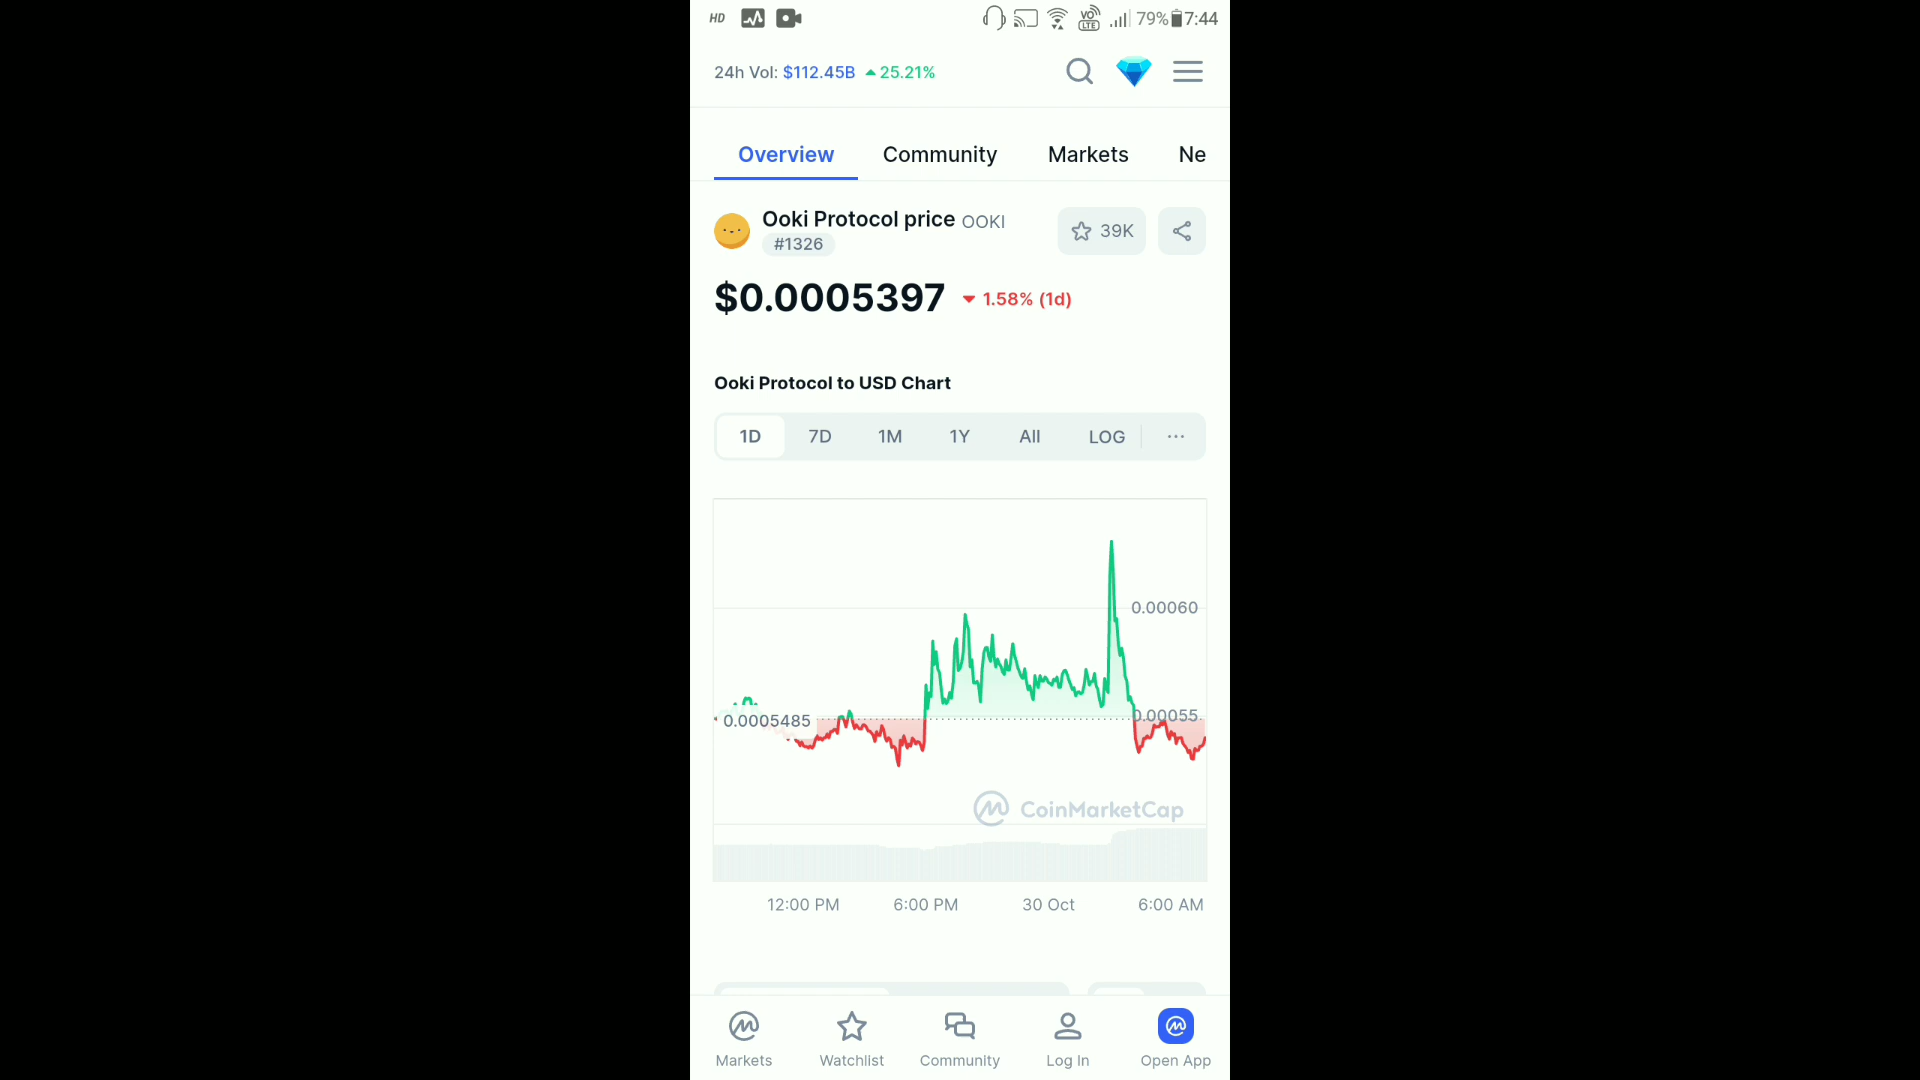 HD VO LTE 79% 7:44
24h Vol: $112.45B 25.21%
Overview Community Markets Ne
Ooki Protocol price OOKI
#1326
39K
$0.0005397 1.58% (1d)
Ooki Protocol to USD Chart
1D 7D 1M 1Y All LOG ...
0.00060
0.00055
0.0005485
CoinMarketCap
12:00 PM 6:00 PM 30 Oct 6:00 AM
Markets Watchlist Community Log In Open App